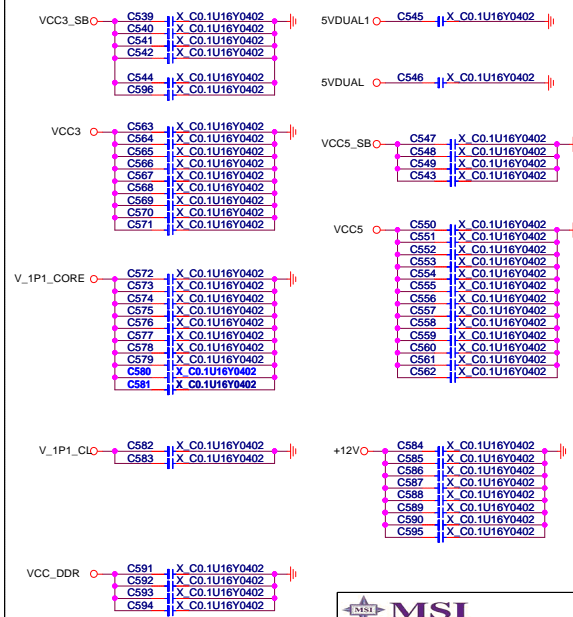 VCC3_SB C539 X_C0.1U16Y0402
C540 X_C0.1U16Y0402
C541 X_C0.1U16Y0402
C542 X_C0.1U16Y0402
C544 X_C0.1U16Y0402
C596 X_C0.1U16Y0402
VCC3 C563 X_C0.1U16Y0402
C564 X_C0.1U16Y0402
C565 X_C0.1U16Y0402
C566 X_C0.1U16Y0402
C567 X_C0.1U16Y0402
C568 X_C0.1U16Y0402
C569 X_C0.1U16Y0402
C570 X_C0.1U16Y0402
C571 X_C0.1U16Y0402
V_1P1_CORE C572 X_C0.1U16Y0402
C573 X_C0.1U16Y0402
C574 X_C0.1U16Y0402
C575 X_C0.1U16Y0402
C576 X_C0.1U16Y0402
C577 X_C0.1U16Y0402
C578 X_C0.1U16Y0402
C579 X_C0.1U16Y0402
C580 X_C0.1U16Y0402
C581 X_C0.1U16Y0402
V_1P1_CL C582 X_C0.1U16Y0402
C583 X_C0.1U16Y0402
VCC_DDR C591 X_C0.1U16Y0402
C592 X_C0.1U16Y0402
C593 X_C0.1U16Y0402
C594 X_C0.1U16Y0402
5VDUAL1 C545 X_C0.1U16Y0402
5VDUAL C546 X_C0.1U16Y0402
VCC5_SB C547 X_C0.1U16Y0402
C548 X_C0.1U16Y0402
C549 X_C0.1U16Y0402
C543 X_C0.1U16Y0402
VCC5 C550 X_C0.1U16Y0402
C551 X_C0.1U16Y0402
C552 X_C0.1U16Y0402
C553 X_C0.1U16Y0402
C554 X_C0.1U16Y0402
C555 X_C0.1U16Y0402
C556 X_C0.1U16Y0402
C557 X_C0.1U16Y0402
C558 X_C0.1U16Y0402
C559 X_C0.1U16Y0402
C560 X_C0.1U16Y0402
C561 X_C0.1U16Y0402
C562 X_C0.1U16Y0402
+12V C584 X_C0.1U16Y0402
C585 X_C0.1U16Y0402
C586 X_C0.1U16Y0402
C587 X_C0.1U16Y0402
C588 X_C0.1U16Y0402
C589 X_C0.1U16Y0402
C590 X_C0.1U16Y0402
C595 X_C0.1U16Y0402
MSI MSI